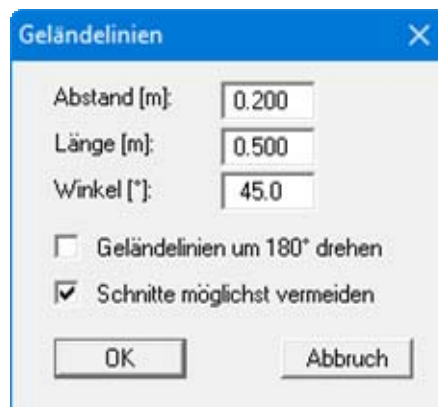 Geländelinien
Abstand [m]: 0.200
Länge [m]: 0.500
Winkel [°]: 45.0
Geländelinien um 180° drehen
Schnitte möglichst vermeiden
OK Abbruch